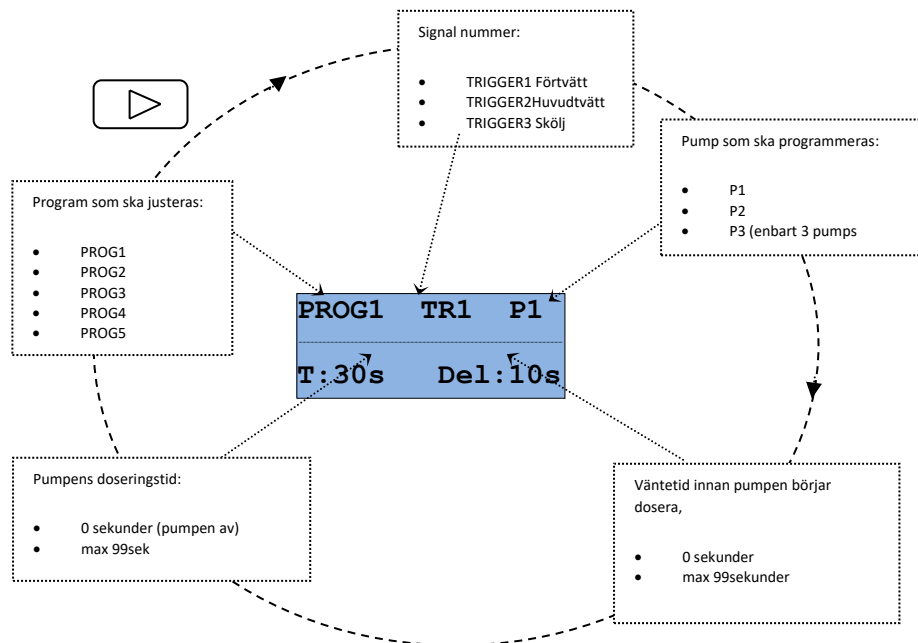 Signal nummer:
• TRIGGER1 Förtvätt
• TRIGGER2Huvudtvätt
• TRIGGER3 Skölj
Pump som ska programmeras:
• P1
• P2
• P3 (enbart 3 pumps
Program som ska justeras:
• PROG1
• PROG2
• PROG3
• PROG4
• PROG5
PROG1 TR1 P1
T:30s Del:10s
Pumpens doseringstid:
• 0 sekunder (pumpen av)
• max 99sek
Väntetid innan pumpen börjar
dosera,
• 0 sekunder
• max 99sekunder